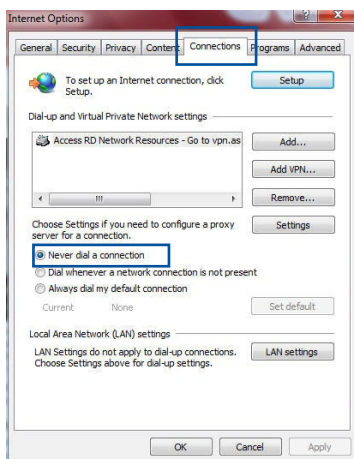 Internet Options
General Security Privacy Content Connections Programs Advanced
To set up an Internet connection, click
Setup.
Setup
Dial-up and Virtual Private Network settings
Access RD Network Resources - Go to vpn.as
Add...
Add VPN...
Remove...
Choose Settings if you need to configure a proxy
server for a connection.
Settings
Never dial a connection
Dial whenever a network connection is not present
Always dial my default connection
Current None
Set default
Local Area Network (LAN) settings
LAN Settings do not apply to dial-up connections.
Choose Settings above for dial-up settings.
LAN settings
OK Cancel Apply